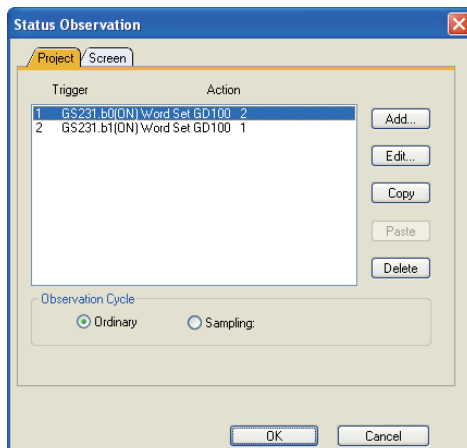 Status Observation
Project Screen
Trigger Action
1 GS231.b0(ON) Word Set GD100 2
2 GS231.b1(ON) Word Set GD100 1
Add...
Edit...
Copy
Paste
Delete
Observation Cycle
Ordinary Sampling:
OK Cancel